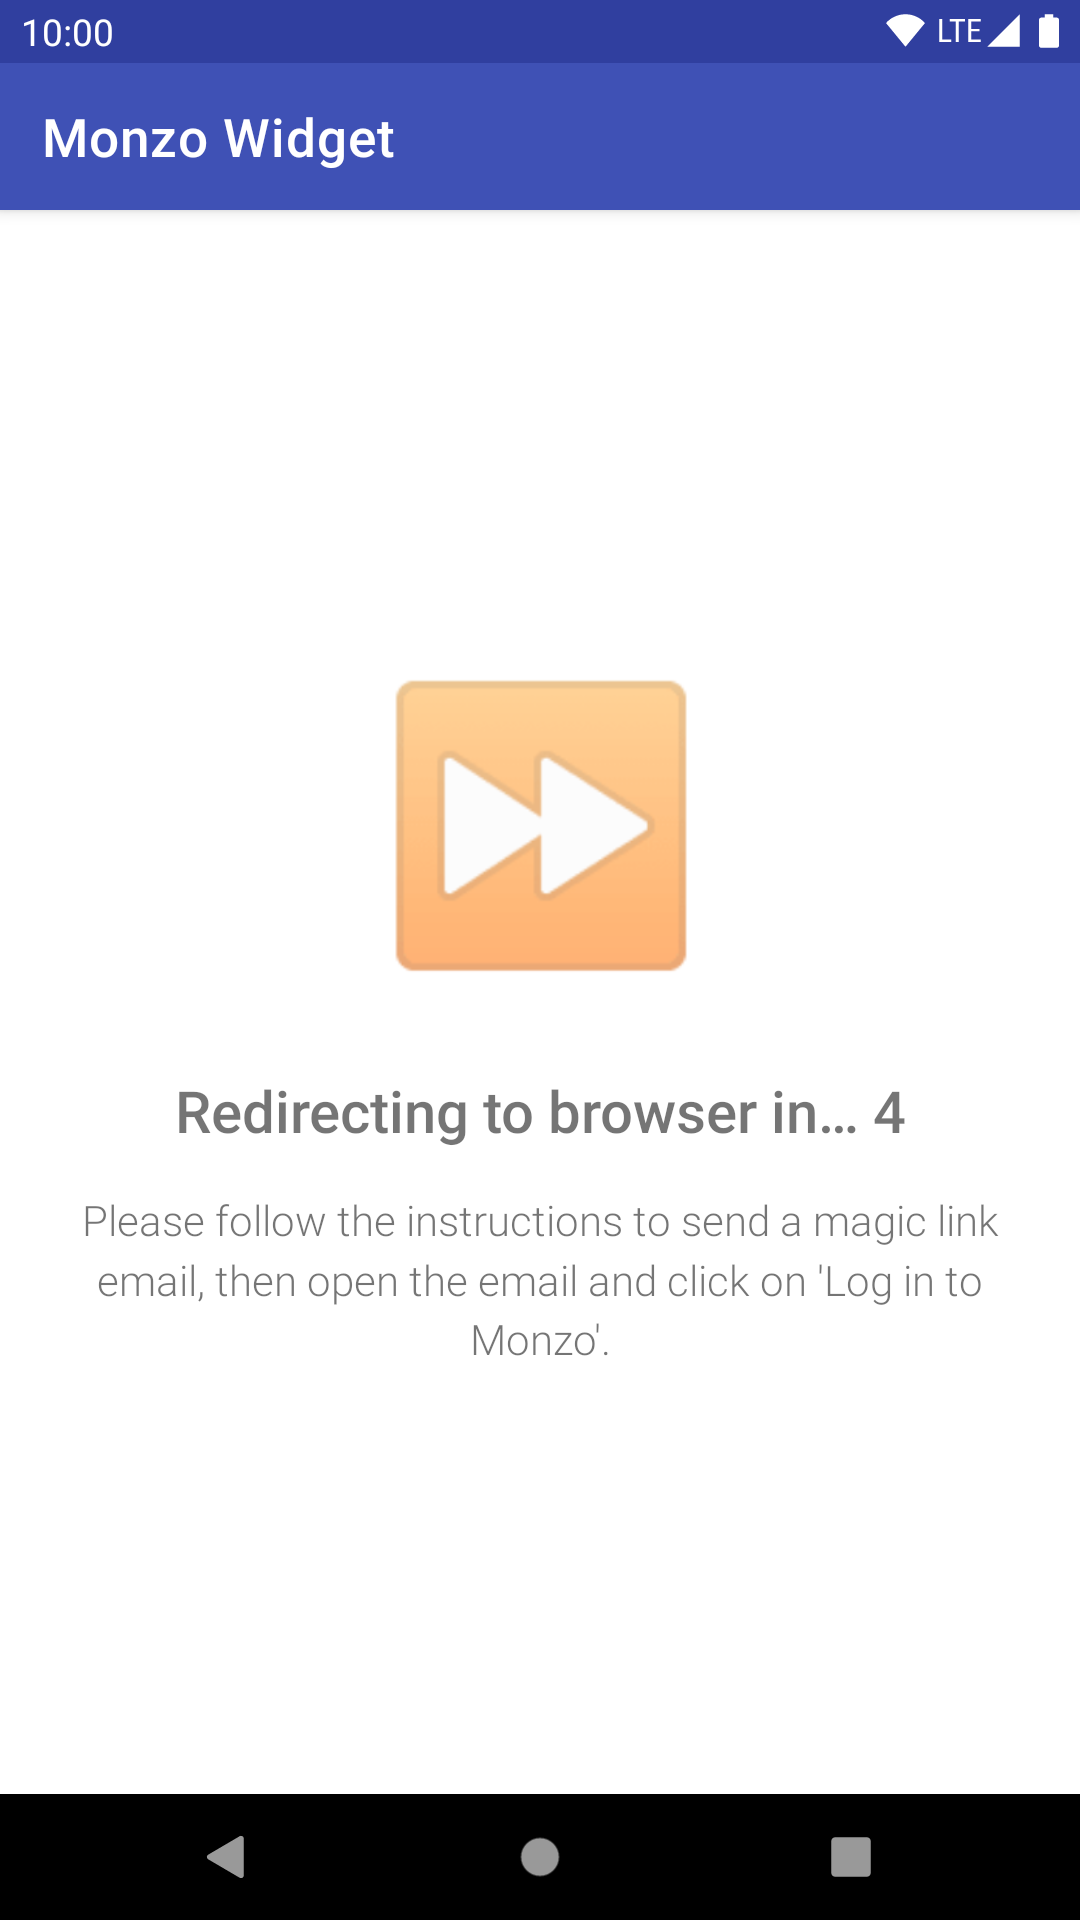 10:00
LTE
Monzo Widget
Redirecting to browser in... 4
Please follow the instructions to send a magic link
email, then open the email and click on 'Log in to
Monzo'.